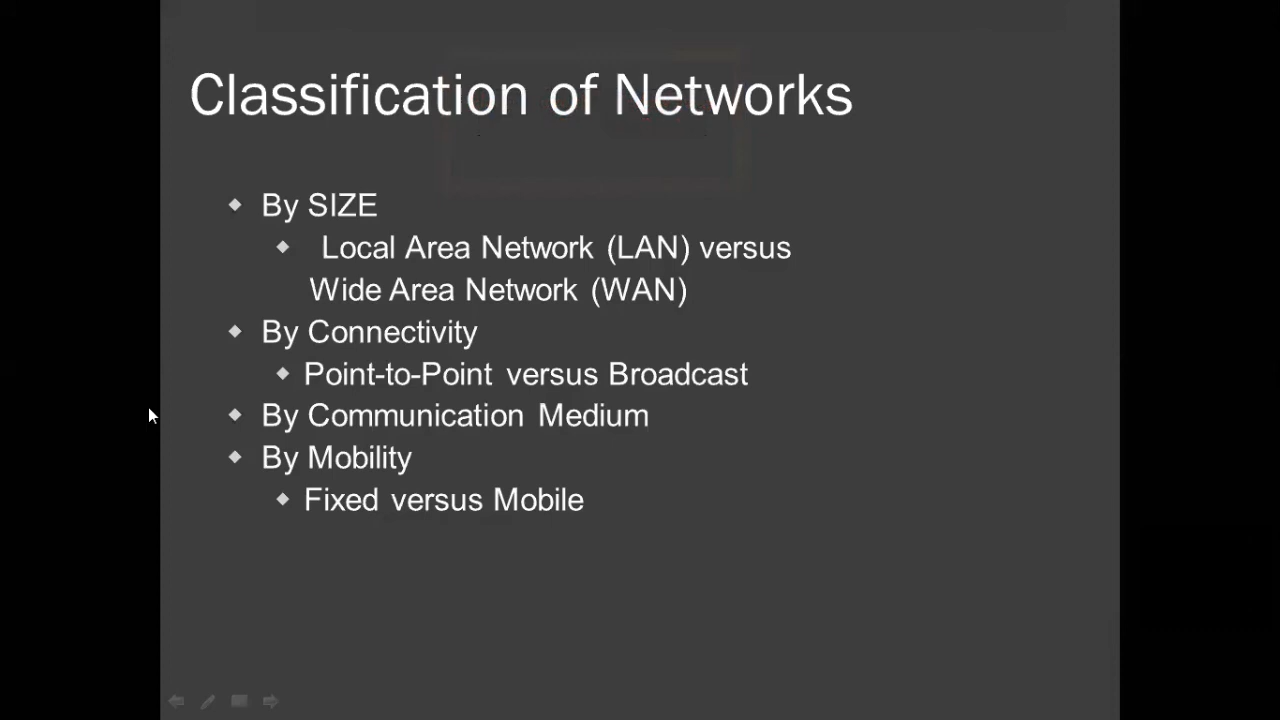 Classification of Networks
By SIZE
Local Area Network (LAN) versus
Wide Area Network (WAN)
By Connectivity
Point-to-Point versus Broadcast
By Communication Medium
By Mobility
Fixed versus Mobile